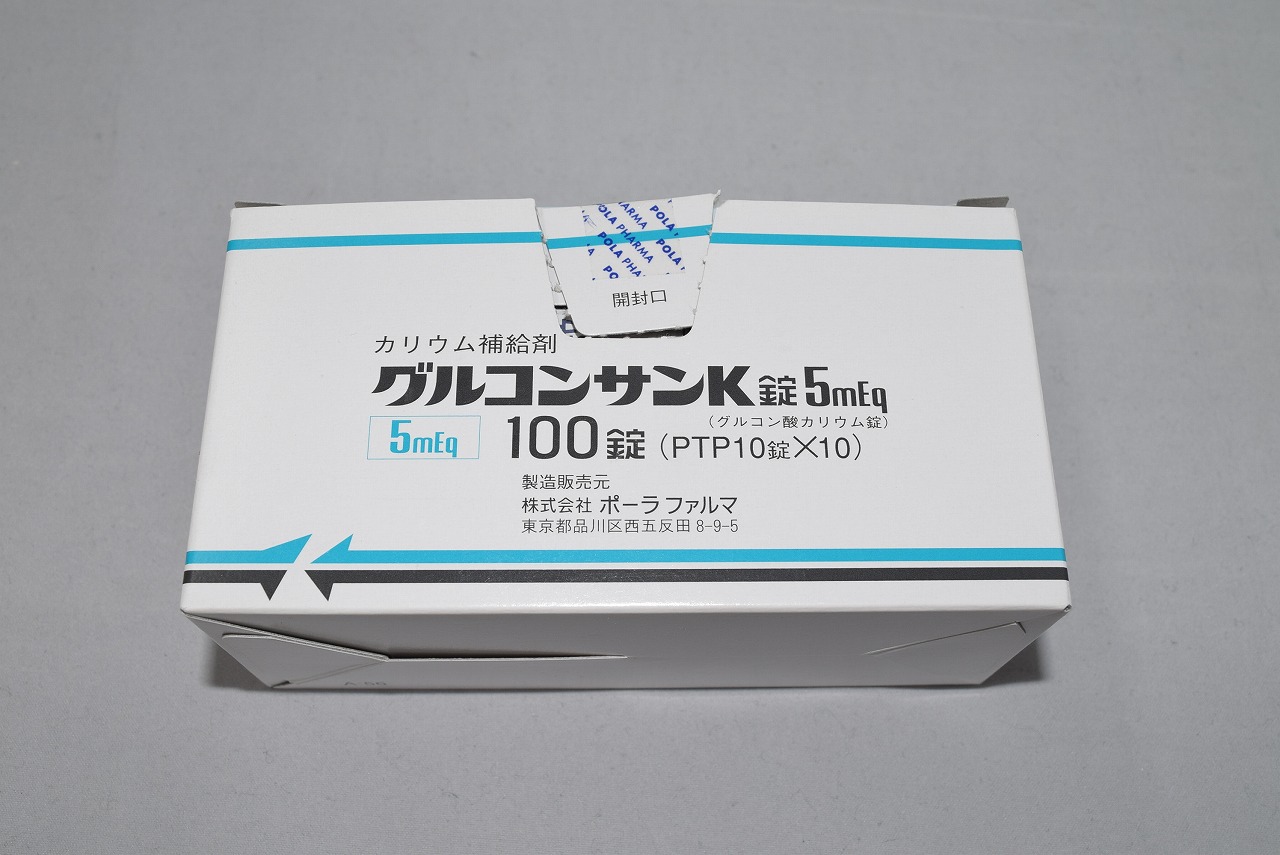 POLA PHARMA
開封口
カリウム補給剤
グルコンサンK錠5mEq
(グルコン酸カリウム錠)
5mEq 100錠 (PTP10錠×10)
製造販売元
株式会社 ポーラ ファルマ
東京都品川区西五反田 8-9-5